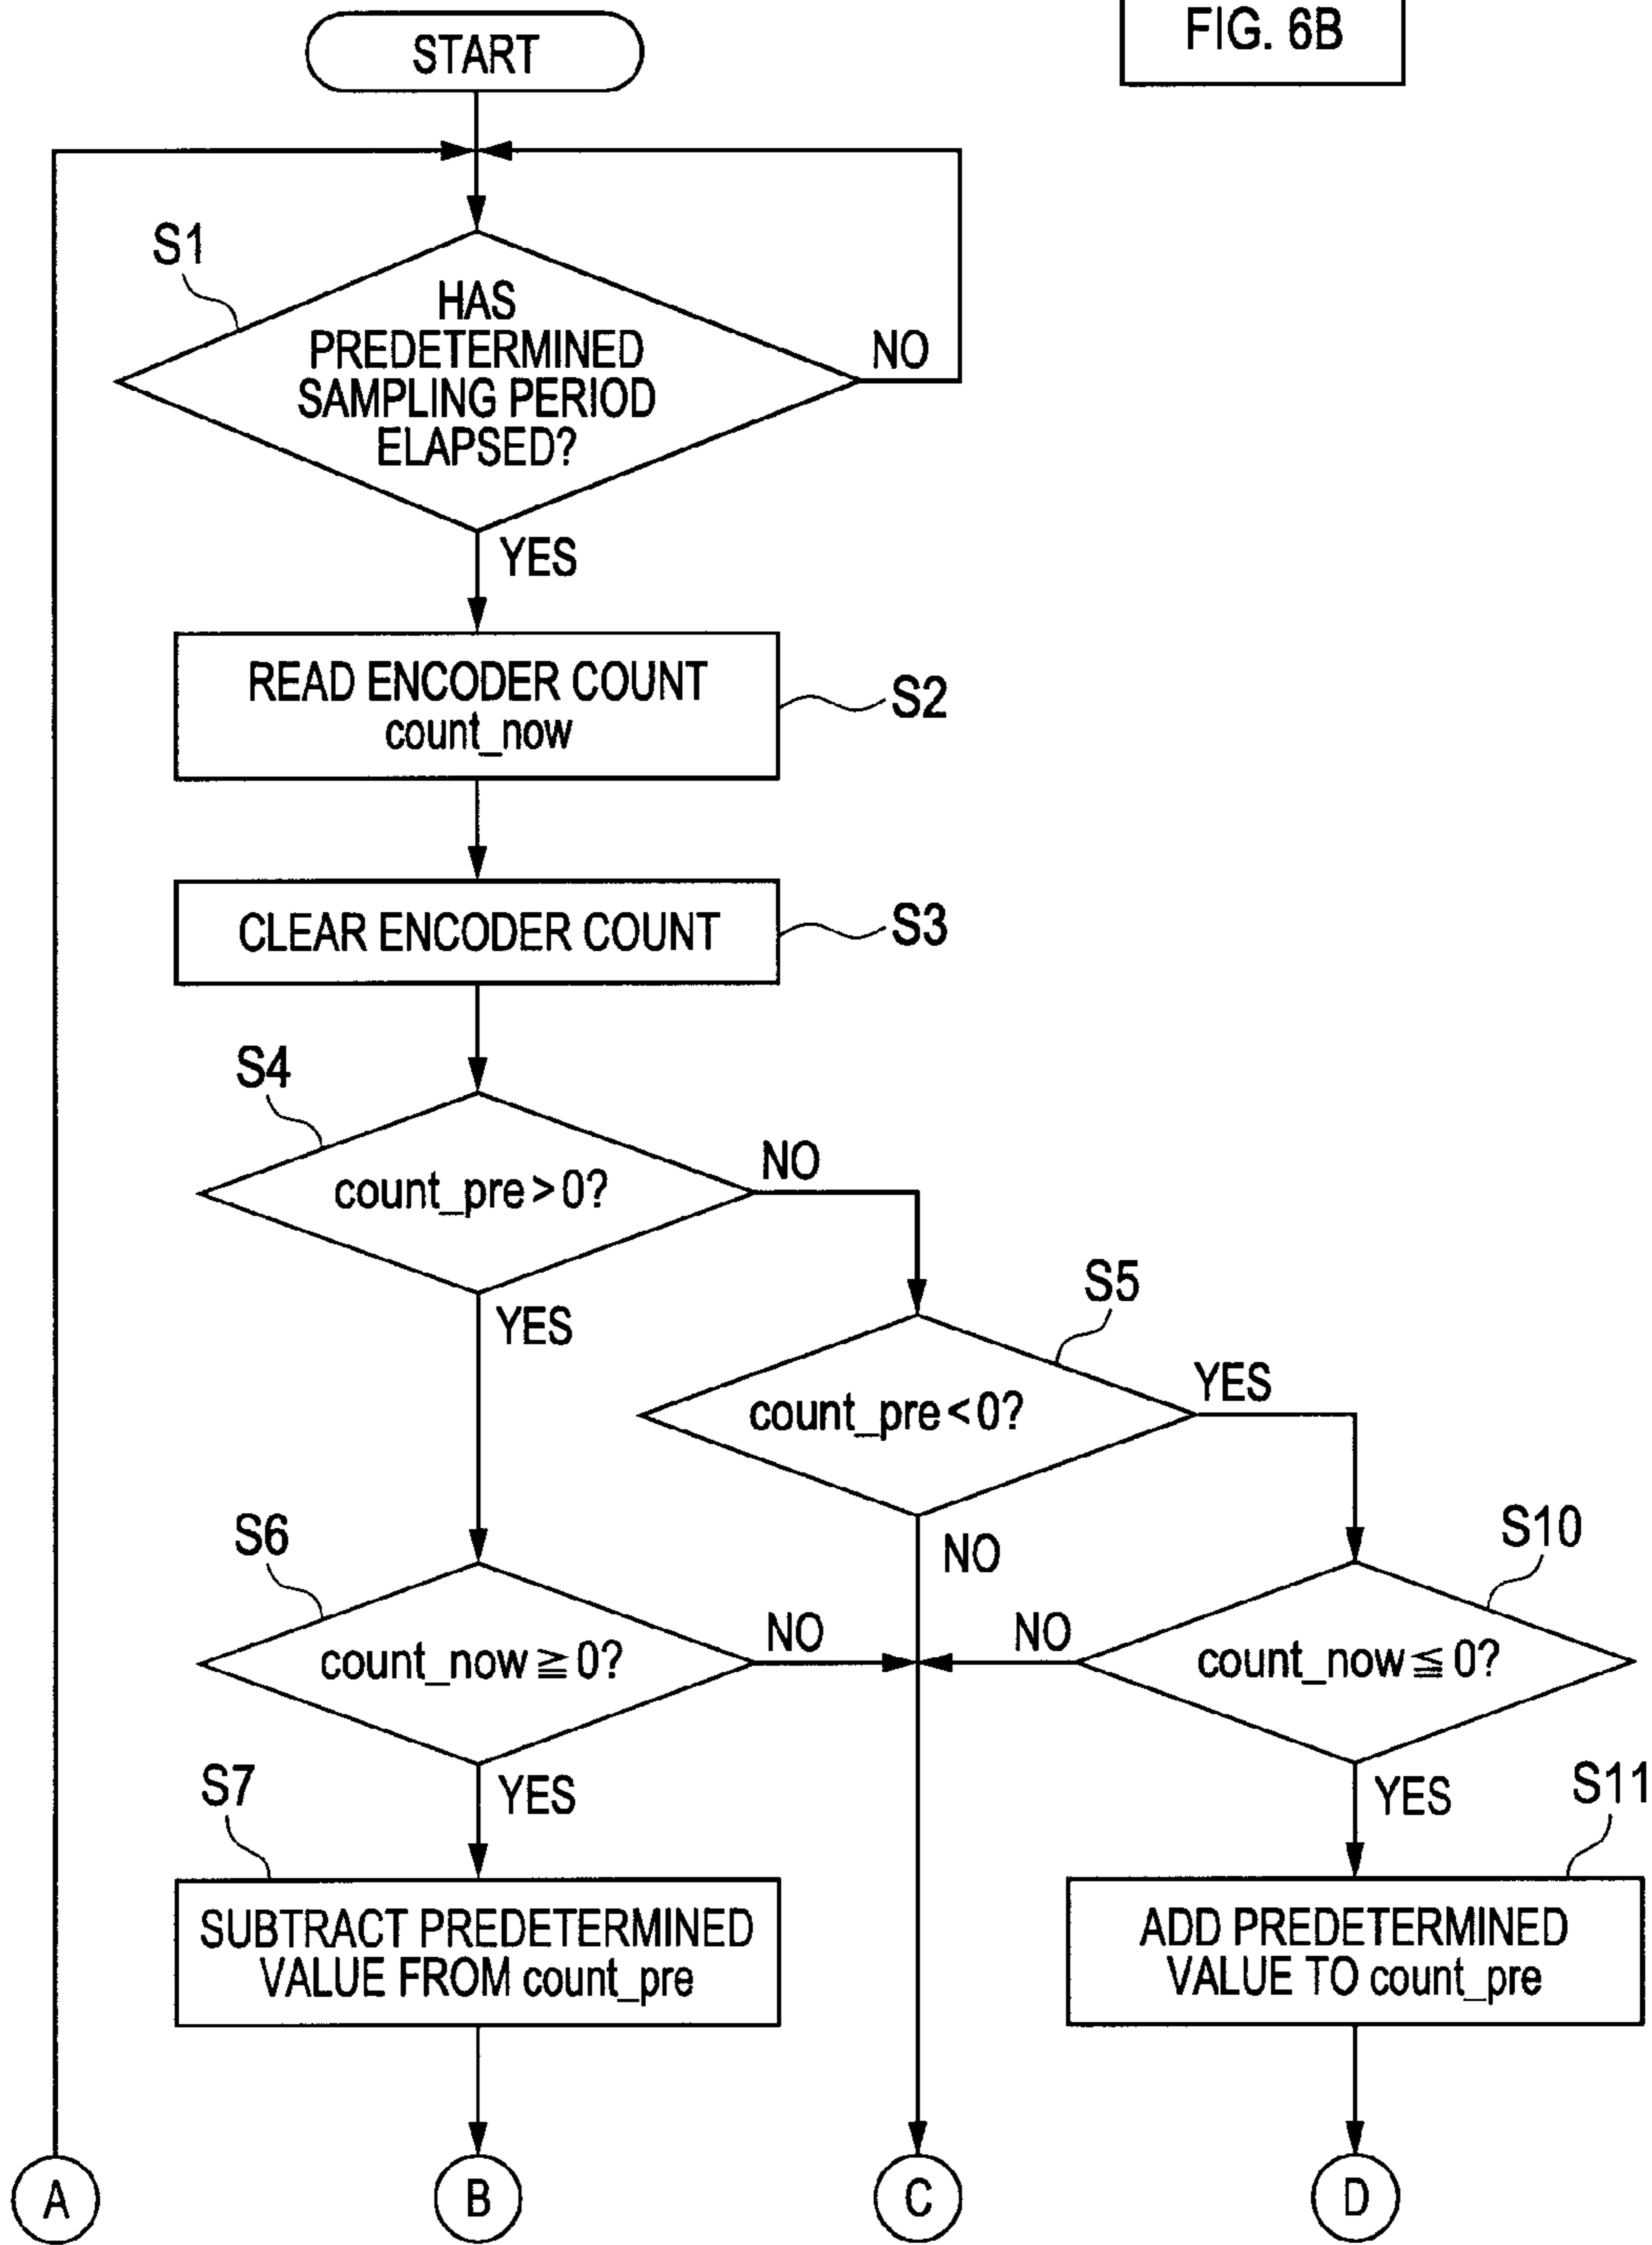 FIG. 6B
START
S1
HAS
PREDETERMINED
SAMPLING PERIOD
ELAPSED?
NO
YES
READ ENCODER COUNT
count_now
S2
CLEAR ENCODER COUNT
S3
S4
count_pre>0?
NO
YES
S5
count_pre<0?
YES
NO
S6
count_now≧0?
NO
YES
S10
count_now≦0?
NO
YES
S7
SUBTRACT PREDETERMINED
VALUE FROM count_pre
S11
ADD PREDETERMINED
VALUE TO count_pre
A
B
C
D